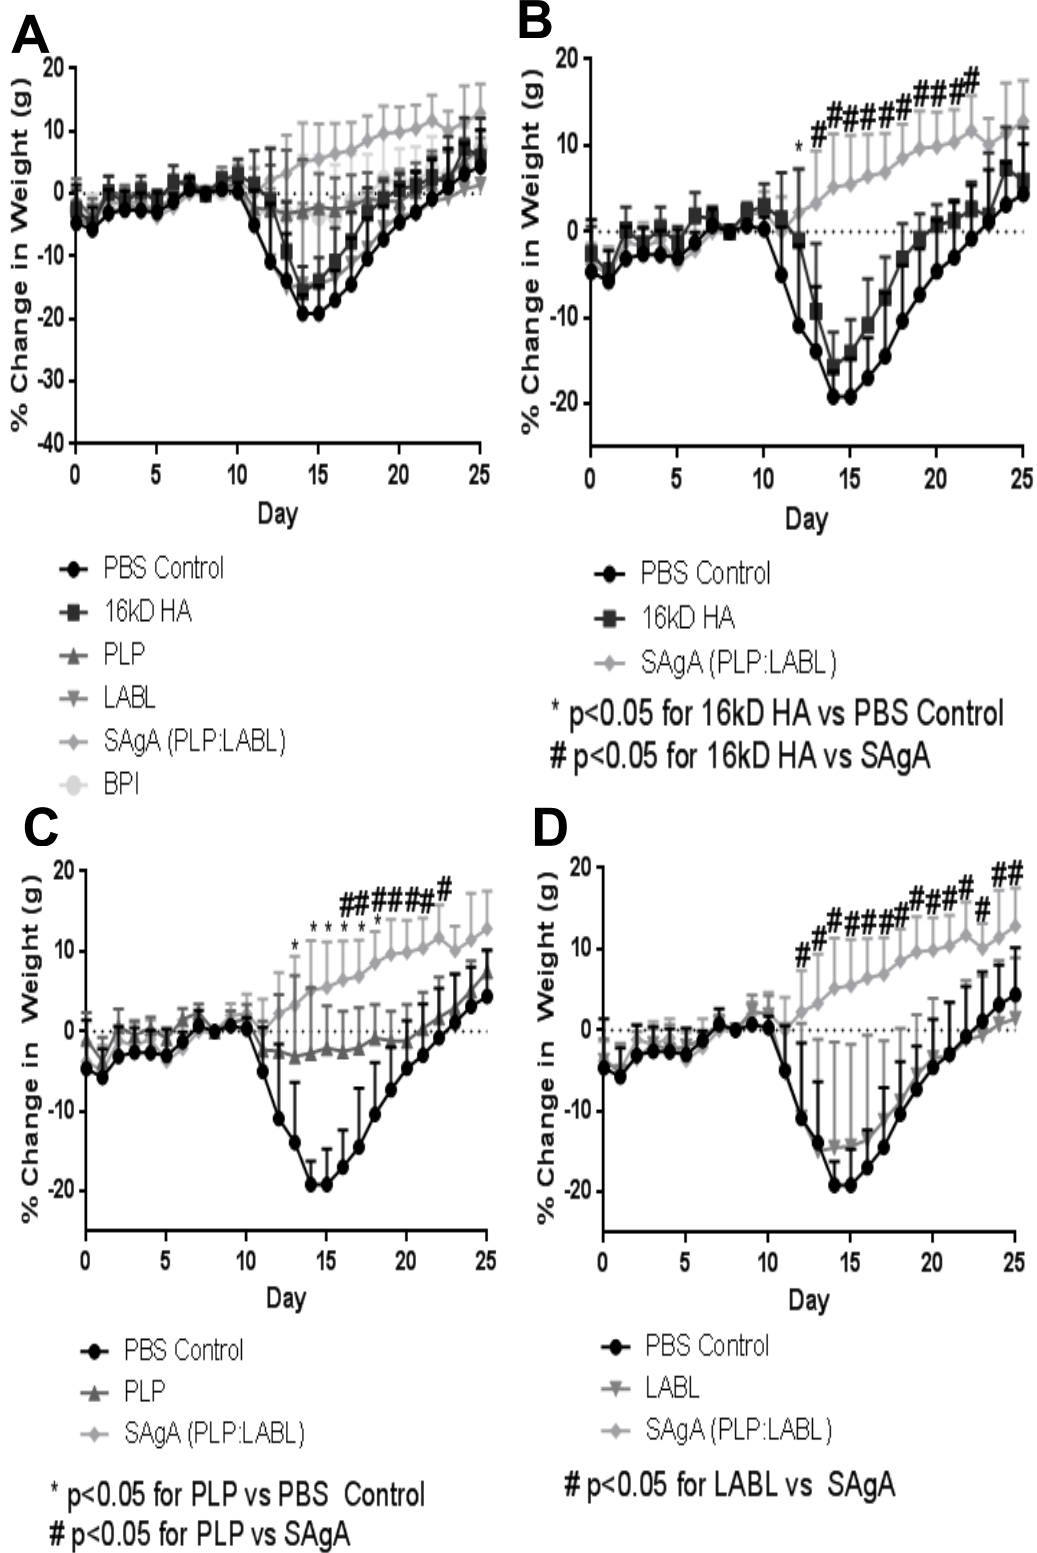 A
% Change in Weight (g)
20
10
0
-10
-20
-30
-40
0 5 10 15 20 25
Day
PBS Control
16kD HA
PLP
LABL
SAgA (PLP:LABL)
BPI
B
% Change in Weight (g)
20
10
0
-10
-20
* # # # # # # # # # #
0 5 10 15 20 25
Day
PBS Control
16kD HA
SAgA (PLP:LABL)
* p<0.05 for 16kD HA vs PBS Control
# p<0.05 for 16kD HA vs SAgA
C
% Change in Weight (g)
20
10
0
-10
-20
# # # # # # #
* * * * * *
0 5 10 15 20 25
Day
PBS Control
PLP
SAgA (PLP:LABL)
* p<0.05 for PLP vs PBS Control
# p<0.05 for PLP vs SAgA
D
% Change in Weight (g)
20
10
0
-10
-20
# # # # # # # # # # # # # #
0 5 10 15 20 25
Day
PBS Control
LABL
SAgA (PLP:LABL)
# p<0.05 for LABL vs SAgA